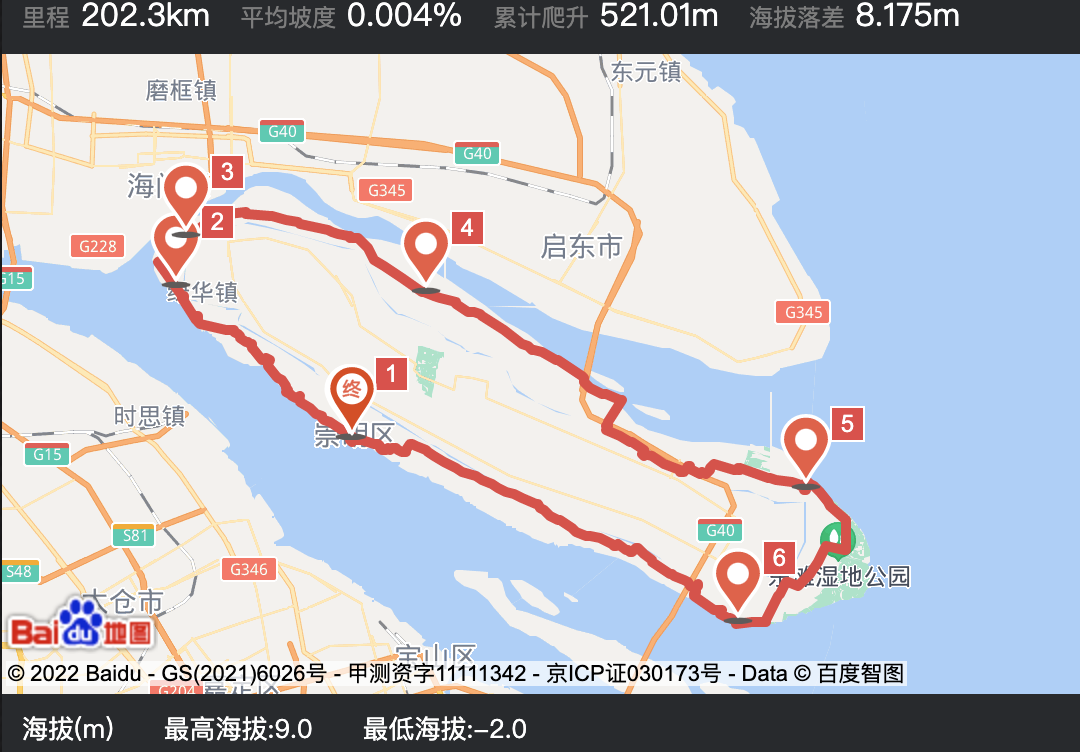 里程 202.3km 平均坡度 0.004% 累计爬升 521.01m 海拔落差 8.175m
东元镇
磨框镇
G40
G40
3
海门
G345
2
4
G228
启东市
G15
华镇
G345
1
终
崇明区
时思镇
5
G15
G40
S81
6
G346
S48
湿地公园
太仓市
Baidu地图
宝山区
© 2022 Baidu - GS(2021)6026号 - 甲测资字11111342 - 京ICP证030173号 - Data © 百度智图
G204
海拔(m) 最高海拔:9.0 最低海拔:−2.0